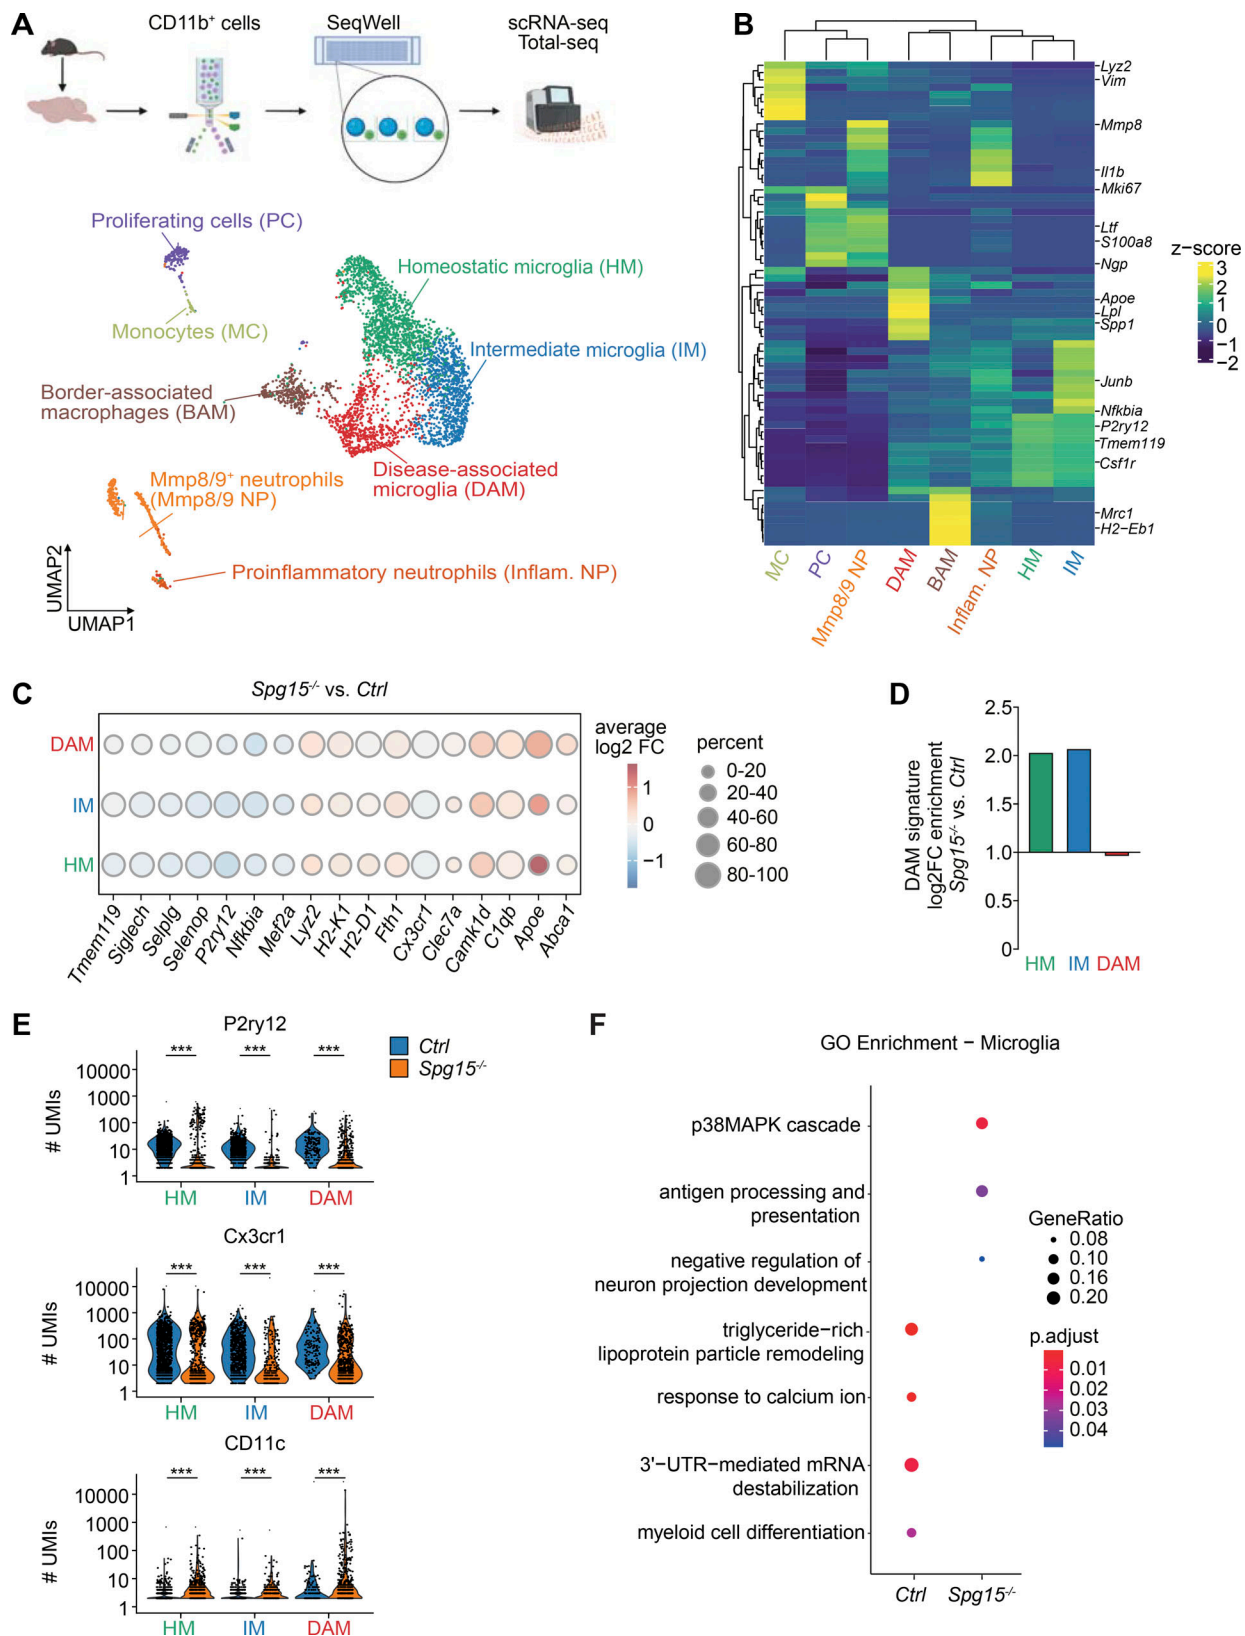 A
CD11b⁺ cells
SeqWell
scRNA-seq
Total-seq
Proliferating cells (PC)
Homeostatic microglia (HM)
Monocytes (MC)
Intermediate microglia (IM)
Border-associated
macrophages (BAM)
Disease-associated
microglia (DAM)
Mmp8/9⁺ neutrophils
(Mmp8/9 NP)
Proinflammatory neutrophils (Inflam. NP)
UMAP2
UMAP1
B
Lyz2
Vim
Mmp8
Il1b
Mki67
Ltf
S100a8
Ngp
Apoe
Lpl
Spp1
Junb
Nfkbia
P2ry12
Tmem119
Csf1r
Mrc1
H2−Eb1
z−score
3
2
1
0
−1
−2
MC
PC
Mmp8/9 NP
DAM
BAM
Inflam. NP
HM
IM
C
Spg15⁻/⁻ vs. Ctrl
DAM
IM
HM
Tmem119
Siglech
Selplg
Selenop
P2ry12
Nfkbia
Mef2a
Lyz2
H2-K1
H2-D1
Fth1
Cx3cr1
Clec7a
Camk1d
C1qb
Apoe
Abca1
average
log2 FC
1
0
−1
percent
0-20
20-40
40-60
60-80
80-100
D
DAM signature
log2FC enrichment
Spg15⁻/⁻ vs. Ctrl
2.5
2.0
1.5
1.0
0.5
0
HM
IM
DAM
E
P2ry12
Ctrl
Spg15⁻/⁻
# UMIs
10000
1000
100
10
1
***
***
***
HM
IM
DAM
Cx3cr1
# UMIs
10000
1000
100
10
1
***
***
***
HM
IM
DAM
CD11c
# UMIs
10000
1000
100
10
1
***
***
***
HM
IM
DAM
F
GO Enrichment − Microglia
p38MAPK cascade
antigen processing and
presentation
negative regulation of
neuron projection development
triglyceride−rich
lipoprotein particle remodeling
response to calcium ion
3'−UTR−mediated mRNA
destabilization
myeloid cell differentiation
Ctrl
Spg15⁻/⁻
GeneRatio
0.08
0.10
0.16
0.20
p.adjust
0.01
0.02
0.03
0.04